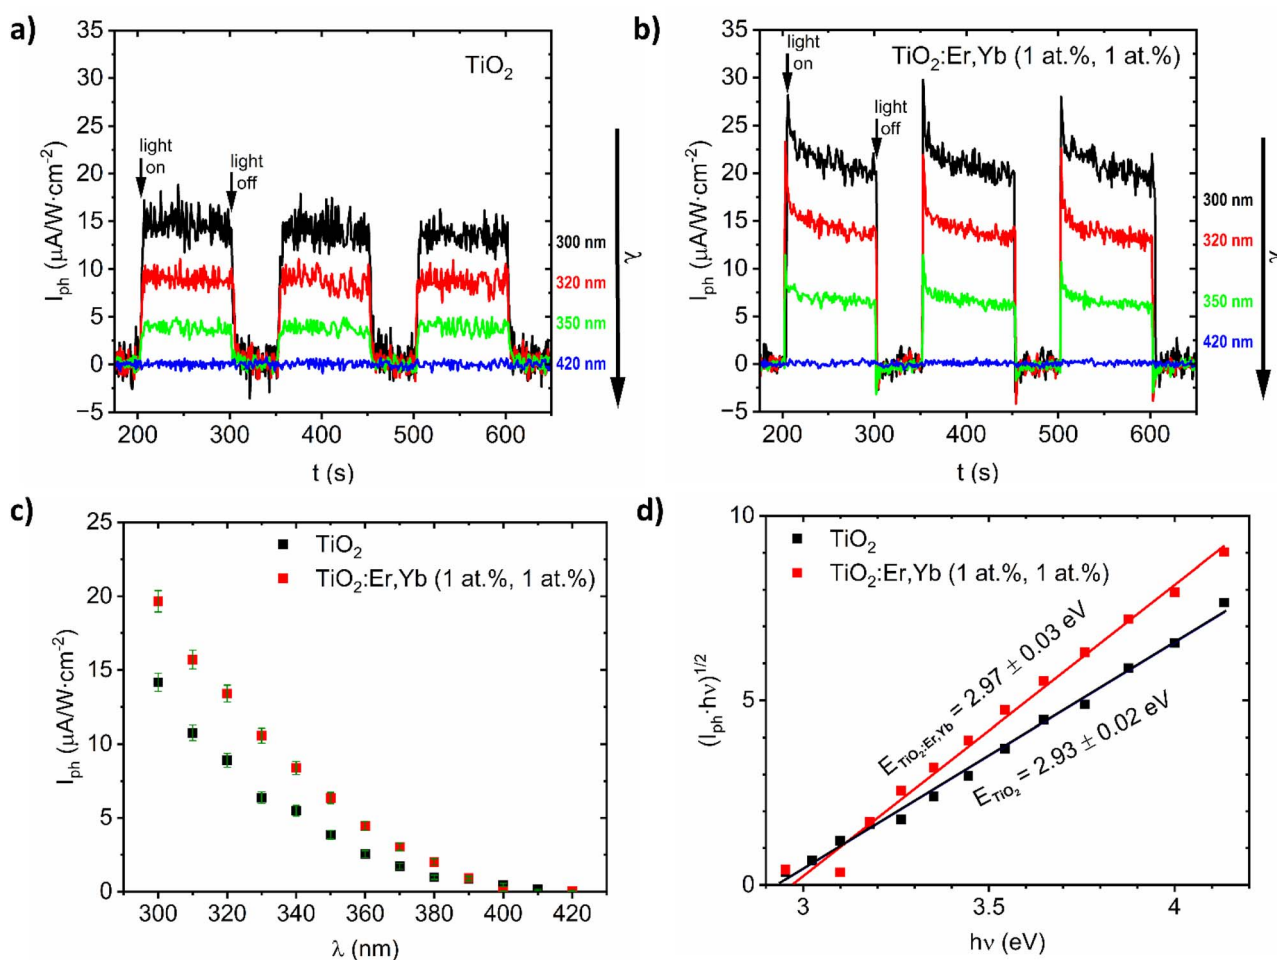 a)
TiO2
light
on
light
off
35
30
25
20
15
10
5
0
−5
Iph (µA/W·cm-2)
300 nm
320 nm
350 nm
420 nm
λ
200 300 400 500 600
t (s)
b)
TiO2:Er,Yb (1 at.%, 1 at.%)
light
on
light
off
35
30
25
20
15
10
5
0
−5
Iph (µA/W·cm-2)
300 nm
320 nm
350 nm
420 nm
λ
200 300 400 500 600
t (s)
c)
TiO2
TiO2:Er,Yb (1 at.%, 1 at.%)
25
20
15
10
5
0
Iph (µA/W·cm-2)
300 320 340 360 380 400 420
λ (nm)
d)
TiO2
TiO2:Er,Yb (1 at.%, 1 at.%)
10
5
0
(Iph·hν)1/2
ETiO2:Er,Yb = 2.97 ± 0.03 eV
ETiO2 = 2.93 ± 0.02 eV
3 3.5 4
hν (eV)